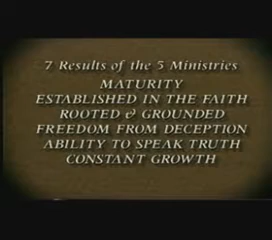 7 Results of the 5 Ministries
MATURITY
ESTABLISHED IN THE FAITH
ROOTED & GROUNDED
FREEDOM FROM DECEPTION
ABILITY TO SPEAK TRUTH
CONSTANT GROWTH